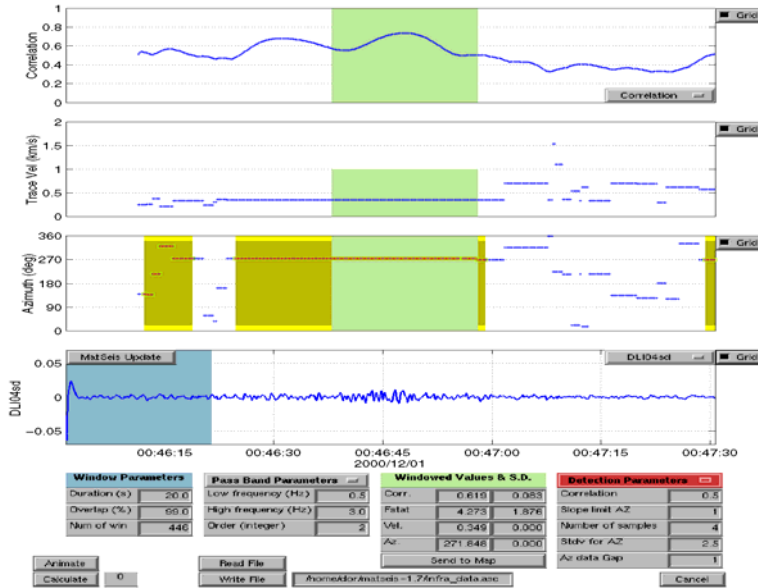 Grid
1
0.8
0.6
0.4
0.2
0
Correlation
Correlation
Grid
2
1.5
1
0.5
0
Trace Vel (km/s)
Grid
360
270
180
90
0
Azimuth (deg)
MatSeis Update
DLI04sd
Grid
0.05
0
-0.05
DLI04sd
00:46:15 00:46:30 00:46:45 00:47:00 00:47:15 00:47:30
2000/12/01
Window Parameters
Duration (s) 20.0
Overlap (%) 99.0
Num of win 446
Pass Band Parameters
Low frequency (Hz) 0.5
High frequency (Hz) 3.0
Order (integer) 2
Windowed Values & S.D.
Corr. 0.619 0.083
Fstat 4.273 1.876
Vel. 0.349 0.000
Az. 271.646 0.000
Send to Map
Detection Parameters
Correlation 0.5
Slope limit AZ 1
Number of samples 4
Stdv for AZ 2.5
Az data Gap 1
Animate
Calculate 0
Read File
Write File /home/dor/matseis-1.7/infra_data.asc
Cancel